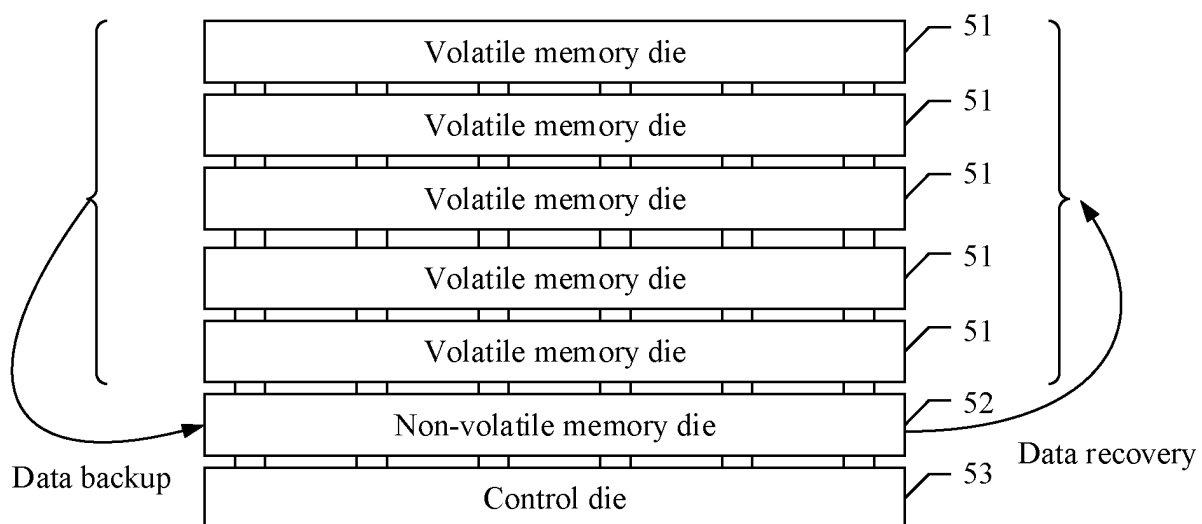 Volatile memory die 51
Volatile memory die 51
Volatile memory die 51
Volatile memory die 51
Volatile memory die 51
Non-volatile memory die 52
Data backup
Data recovery
Control die 53